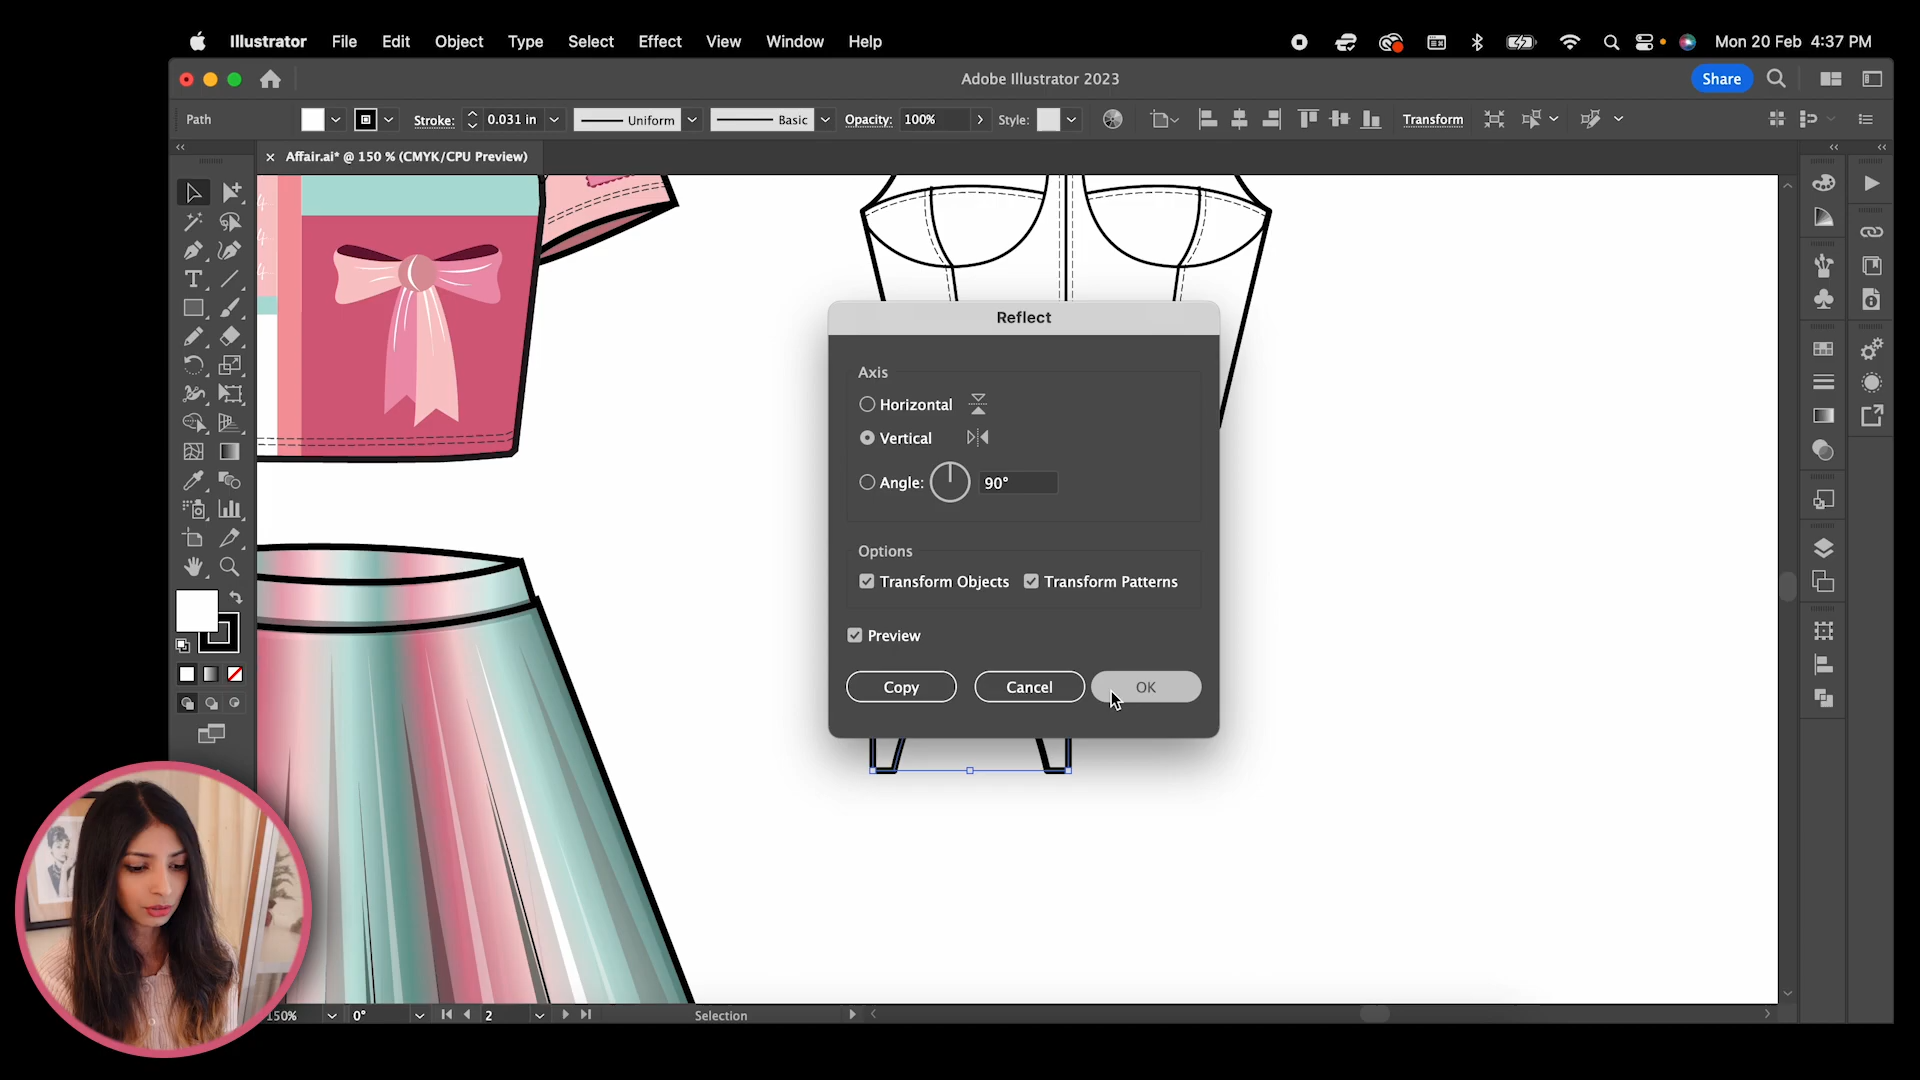 Illustrator File Edit Object Type Select Effect View Window Help Mon 20 Feb 4:37 PM
Adobe Illustrator 2023 Share
Path Stroke: 0.031 in Uniform Basic Opacity: 100% Style: Transform
Affair.ai* @ 150 % (CMYK/CPU Preview)
Reflect
Axis
Horizontal
Vertical
Angle: 90°
Options
Transform Objects Transform Patterns
Preview
Copy Cancel OK
150% 0° 2 Selection